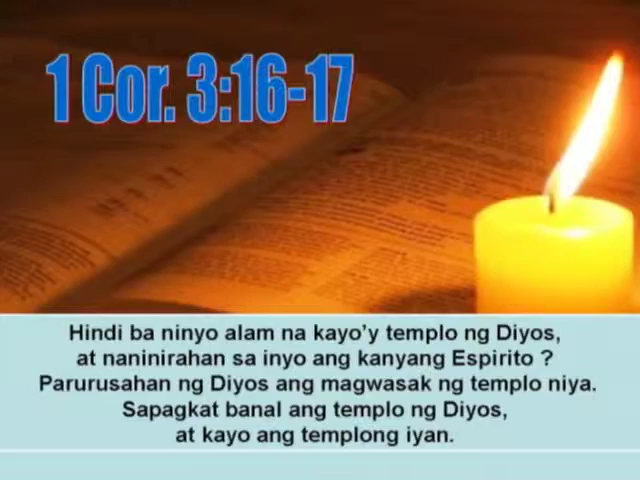 1 Cor. 3:16-17
Hindi ba ninyo alam na kayo'y templo ng Diyos,
at naninirahan sa inyo ang kanyang Espirito ?
Parurusahan ng Diyos ang magwasak ng templo niya.
Sapagkat banal ang templo ng Diyos,
at kayo ang templong iyan.